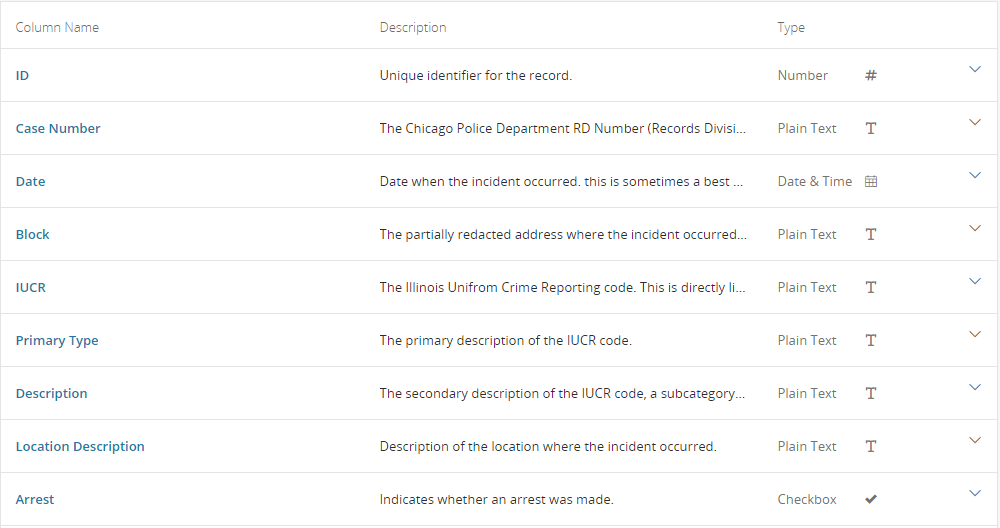 Column Name Description Type
ID Unique identifier for the record. Number #
Case Number The Chicago Police Department RD Number (Records Divisi... Plain Text T
Date Date when the incident occurred. this is sometimes a best ... Date & Time
Block The partially redacted address where the incident occurred... Plain Text T
IUCR The Illinois Unifrom Crime Reporting code. This is directly li... Plain Text T
Primary Type The primary description of the IUCR code. Plain Text T
Description The secondary description of the IUCR code, a subcategory... Plain Text T
Location Description Description of the location where the incident occurred. Plain Text T
Arrest Indicates whether an arrest was made. Checkbox